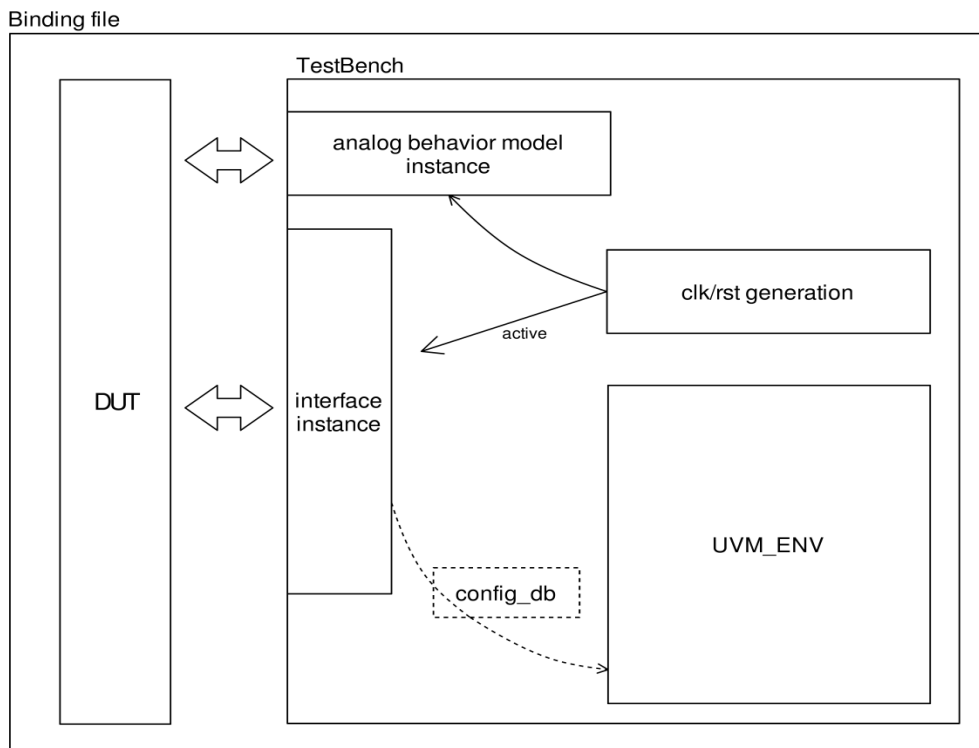 Binding file
TestBench
analog behavior model
instance
clk/rst generation
active
DUT
interface
instance
UVM_ENV
config_db